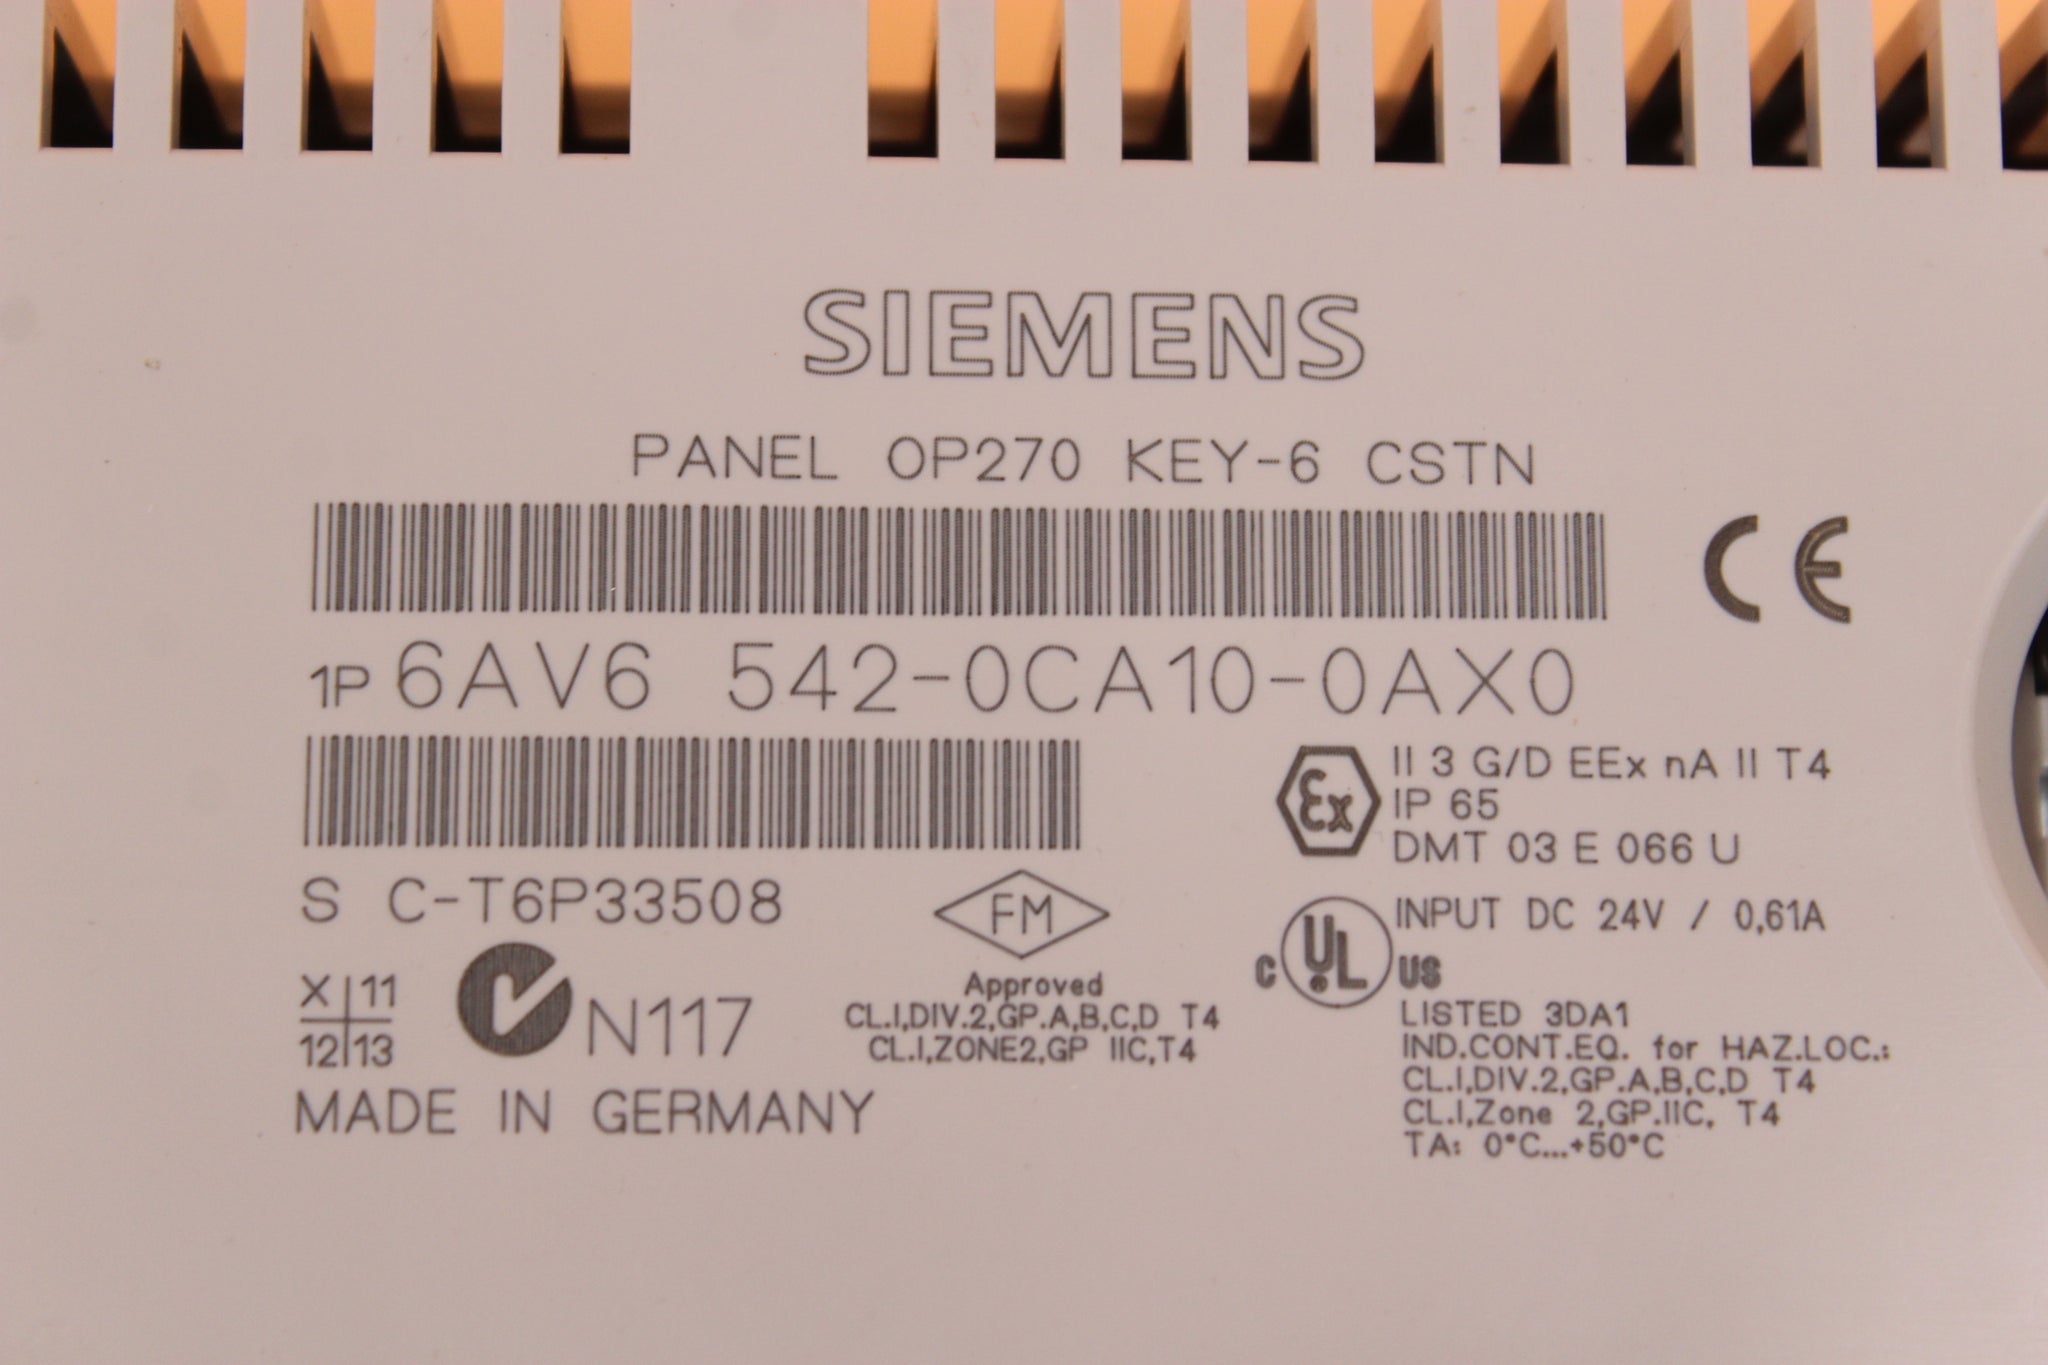 SIEMENS
PANEL OP270 KEY-6 CSTN
CE
1P 6AV6 542-0CA10-0AX0
Ex
II 3 G/D EEx nA II T4
IP 65
DMT 03 E 066 U
S C-T6P33508
FM
Approved
CL.I,DIV.2,GP.A,B,C,D T4
CL.I,ZONE2,GP IIC,T4
X 11
12 13
N117
MADE IN GERMANY
INPUT DC 24V / 0,61A
C UL US
LISTED 3DA1
IND.CONT.EQ. for HAZ.LOC.:
CL.I,DIV.2,GP.A,B,C,D T4
CL.I,Zone 2,GP.IIC, T4
TA: 0°C...+50°C